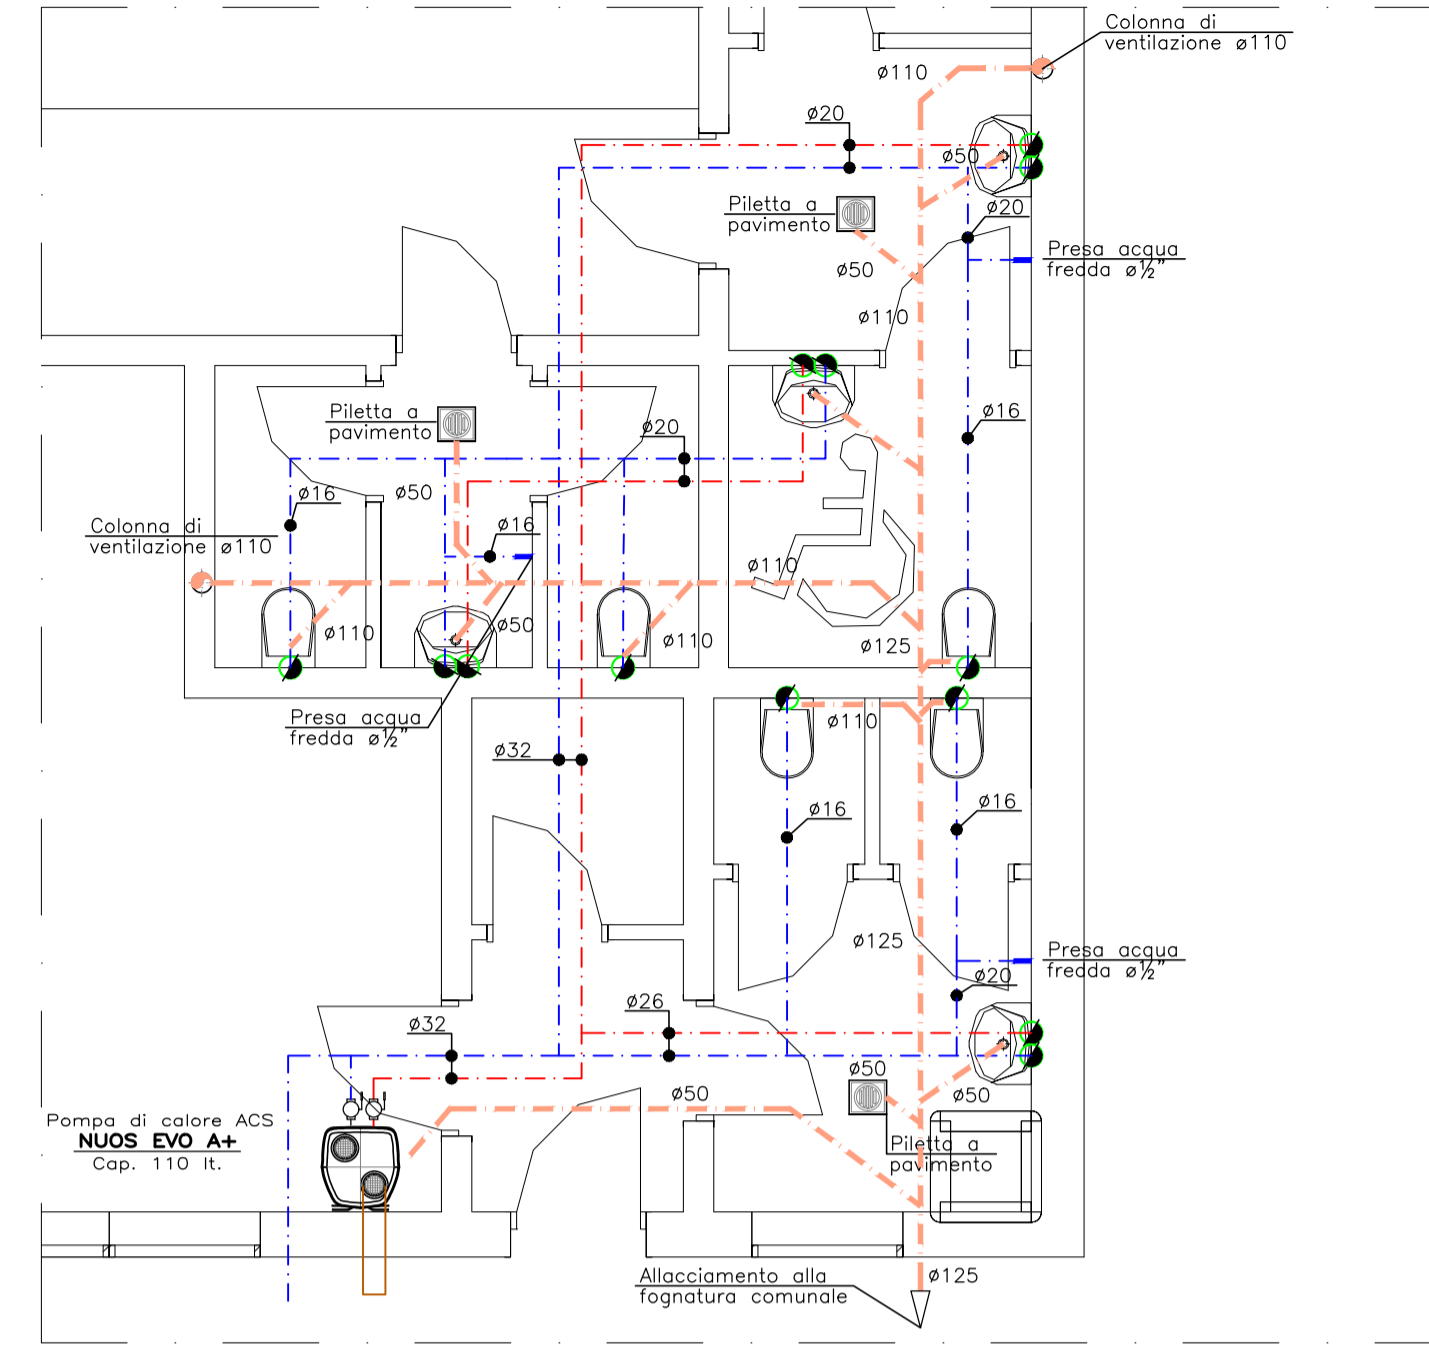 Colonna di
ventilazione ø110
ø110
ø20
ø50
Piletta a
pavimento
ø20
Presa acqua
fredda ø½"
ø50
ø110
Piletta a
pavimento
ø20
ø16
ø50
ø16
ø16
Colonna di
ventilazione ø110
ø110
ø50
ø110
ø110
ø125
Presa acqua
fredda ø½"
ø110
ø32
ø16
ø16
ø125
Presa acqua
fredda ø½"
ø20
ø26
ø32
ø50
ø50
ø50
Pompa di calore ACS
NUOS EVO A+
Cap. 110 lt.
Piletta a
pavimento
Allacciamento alla
fognatura comunale
ø125